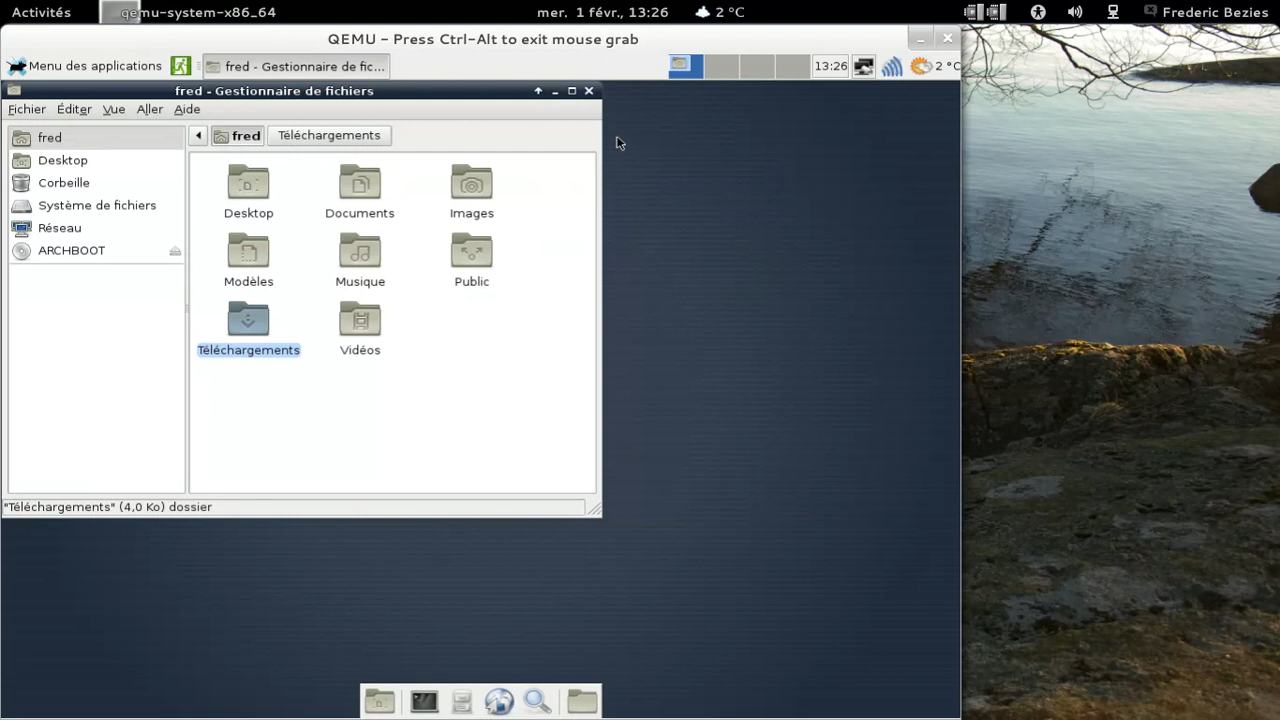 Activités qemu-system-x86_64 mer. 1 févr., 13:26 2 °C Frederic Bezies
QEMU - Press Ctrl-Alt to exit mouse grab
Menu des applications fred - Gestionnaire de fic... 13:26 2 °C
fred - Gestionnaire de fichiers
Fichier Éditer Vue Aller Aide
fred Téléchargements
fred
Desktop
Corbeille
Système de fichiers
Réseau
ARCHBOOT
Desktop Documents Images
Modèles Musique Public
Téléchargements Vidéos
"Téléchargements" (4,0 Ko) dossier